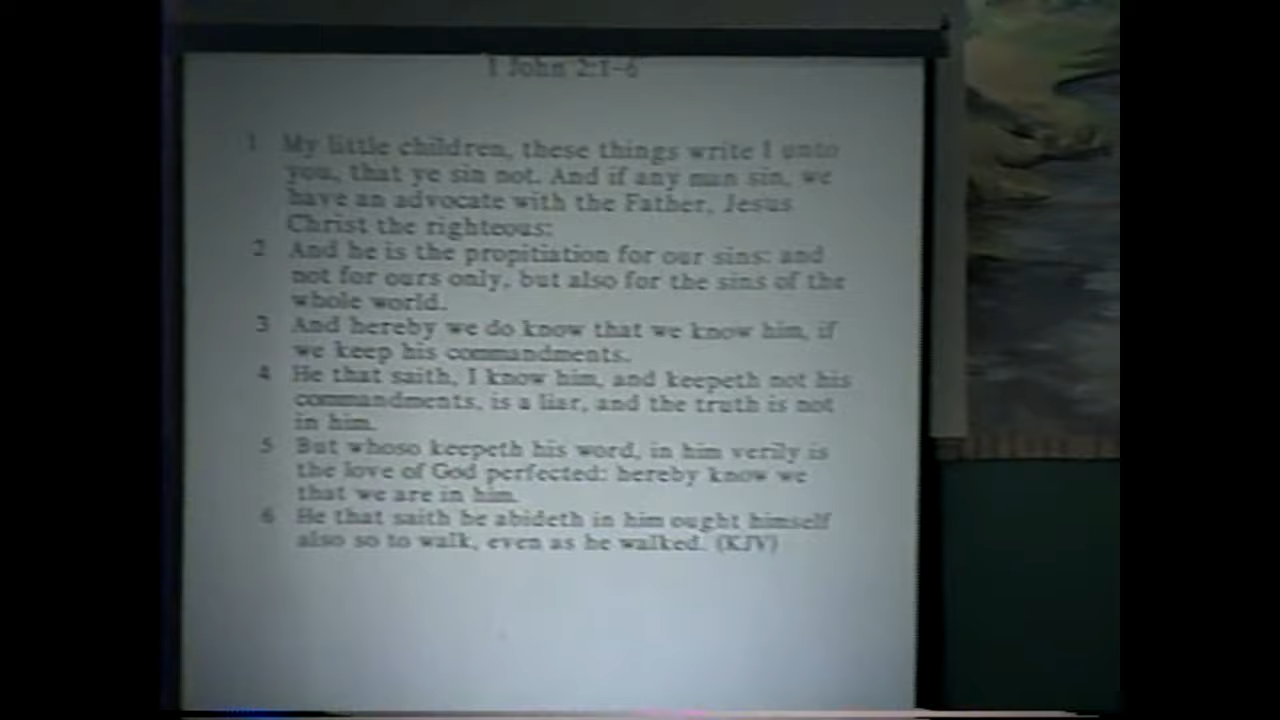 1 John 2:1-6
1 My little children, these things write I unto
you, that ye sin not. And if any man sin, we
have an advocate with the Father, Jesus
Christ the righteous:
2 And he is the propitiation for our sins: and
not for ours only, but also for the sins of the
whole world.
3 And hereby we do know that we know him, if
we keep his commandments.
4 He that saith, I know him, and keepeth not his
commandments, is a liar, and the truth is not
in him.
5 But whoso keepeth his word, in him verily is
the love of God perfected: hereby know we
that we are in him.
6 He that saith he abideth in him ought himself
also so to walk, even as he walked. (KJV)